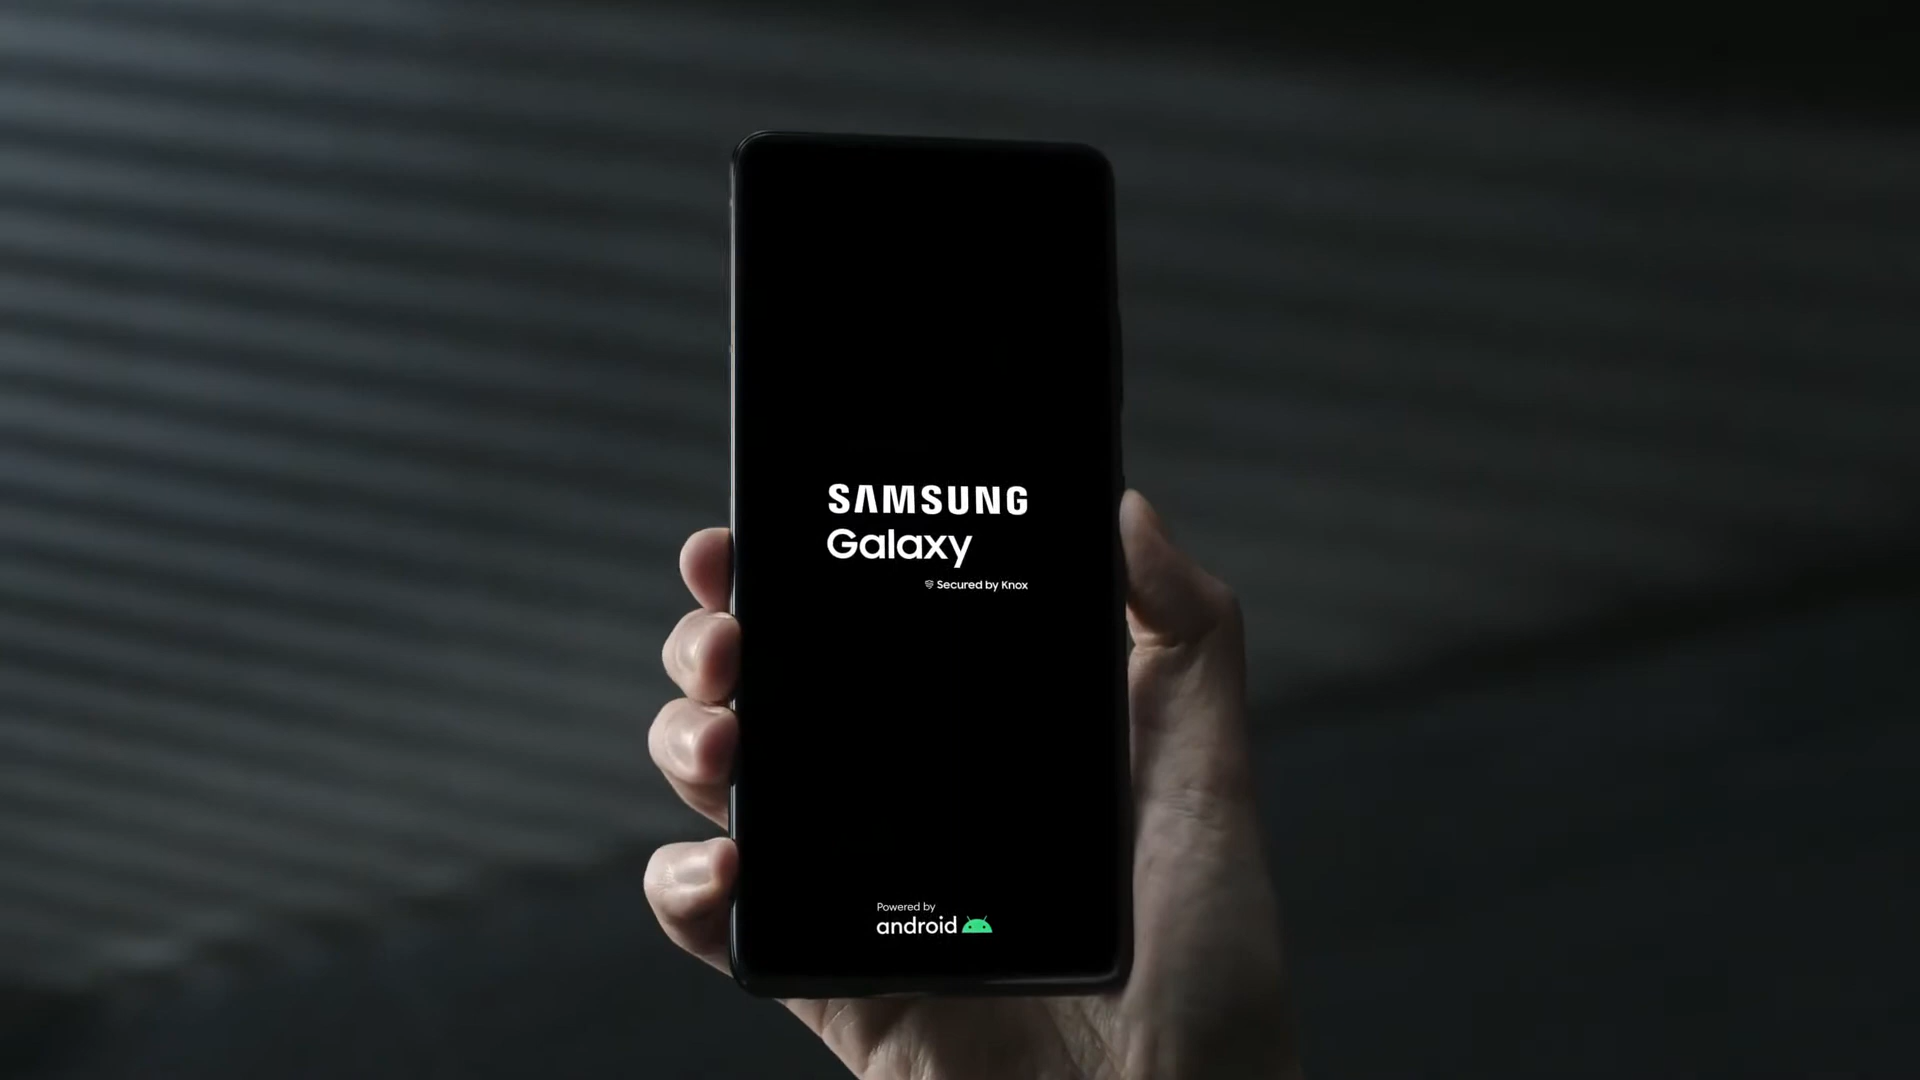 SAMSUNG
Galaxy
Secured by Knox
Powered by
android